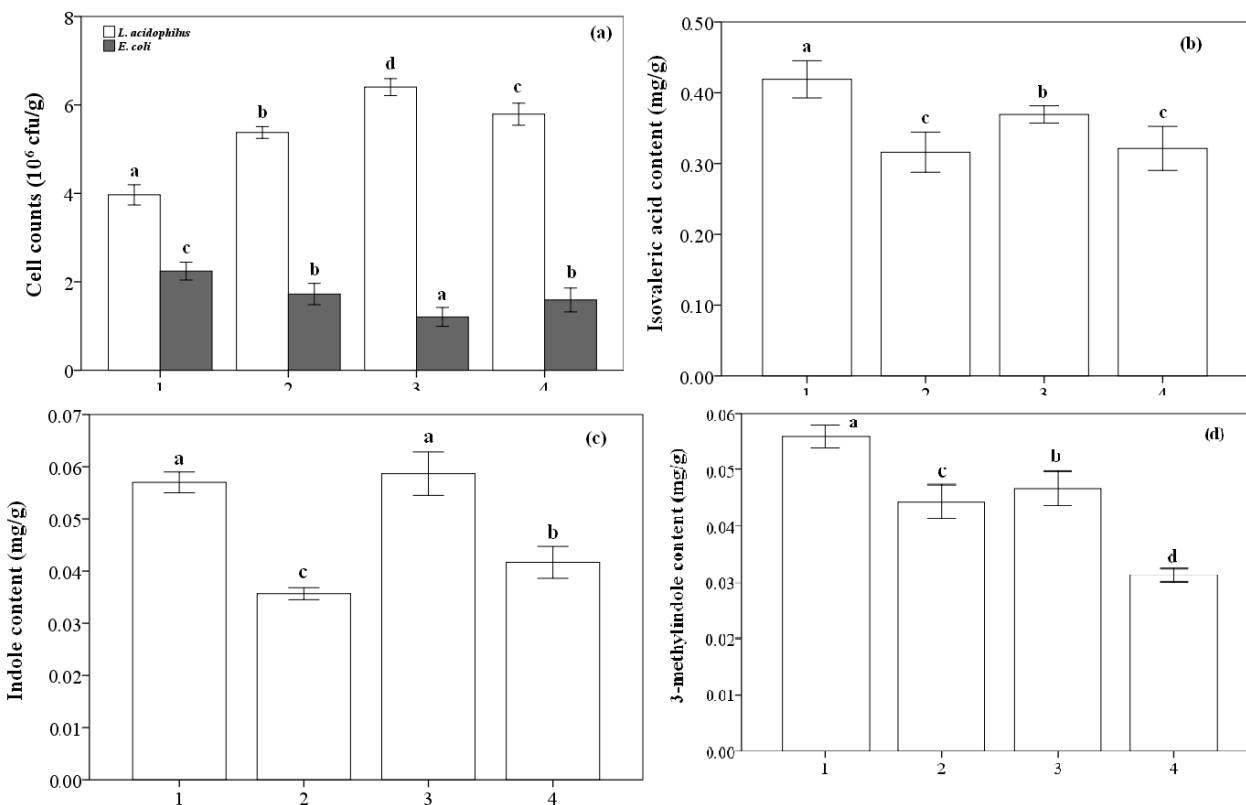 8
6
4
2
0
Cell counts (10⁶ cfu/g)
L. acidophilus
E. coli
(a)
a
c
b
b
d
a
c
b
1
2
3
4
0.50
0.40
0.30
0.20
0.10
0.00
Isovaleric acid content (mg/g)
(b)
a
c
b
c
1
2
3
4
0.07
0.06
0.05
0.04
0.03
0.02
0.01
0.00
Indole content (mg/g)
(c)
a
c
a
b
1
2
3
4
0.06
0.05
0.04
0.03
0.02
0.01
0.00
3-methylindole content (mg/g)
(d)
a
c
b
d
1
2
3
4